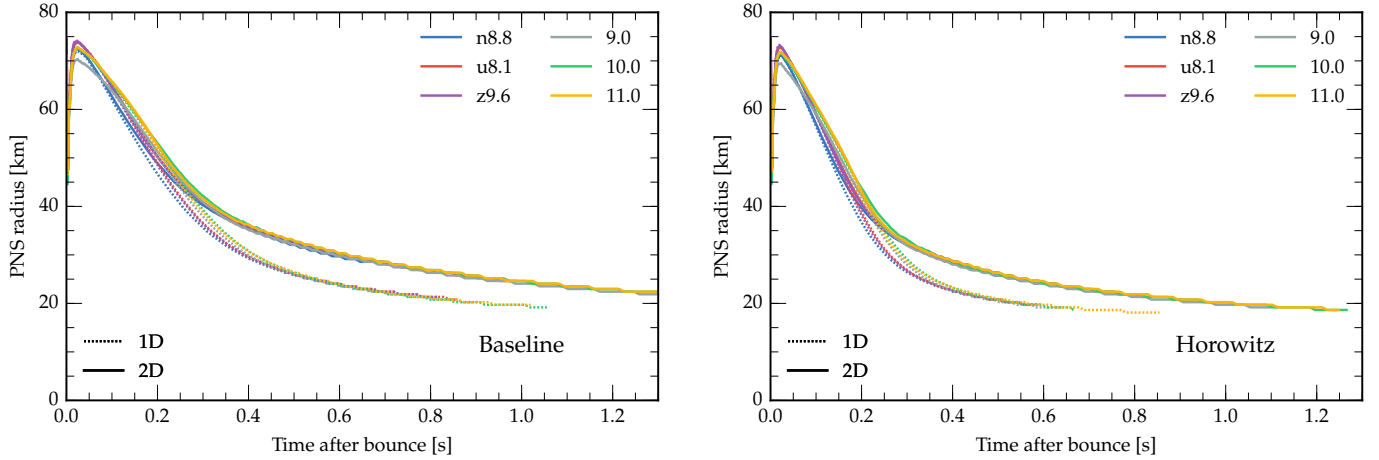 80
60
40
20
0
PNS radius [km]
n8.8 9.0
u8.1 10.0
z9.6 11.0
1D
2D
Baseline
0.0 0.2 0.4 0.6 0.8 1.0 1.2
Time after bounce [s]
80
60
40
20
0
PNS radius [km]
n8.8 9.0
u8.1 10.0
z9.6 11.0
1D
2D
Horowitz
0.0 0.2 0.4 0.6 0.8 1.0 1.2
Time after bounce [s]